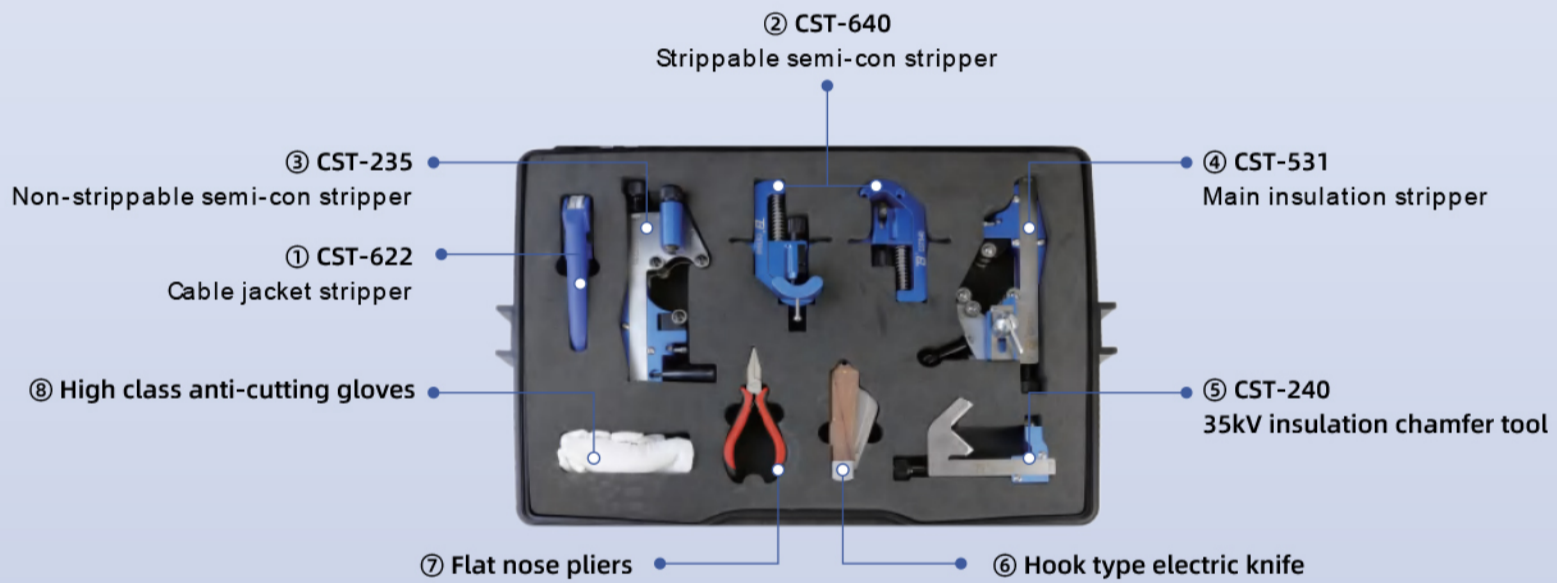 ② CST-640
Strippable semi-con stripper
③ CST-235
Non-strippable semi-con stripper
④ CST-531
Main insulation stripper
① CST-622
Cable jacket stripper
⑧ High class anti-cutting gloves
⑤ CST-240
35kV insulation chamfer tool
⑦ Flat nose pliers
⑥ Hook type electric knife